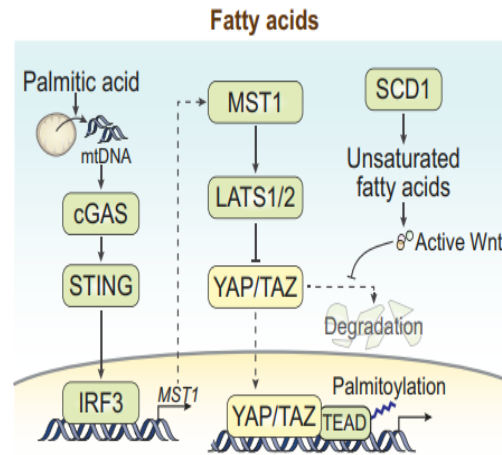 Fatty acids
Palmitic acid
mtDNA
cGAS
STING
IRF3
MST1
MST1
LATS1/2
YAP/TAZ
SCD1
Unsaturated
fatty acids
Active Wnt
Degradation
Palmitoylation
YAP/TAZ
TEAD